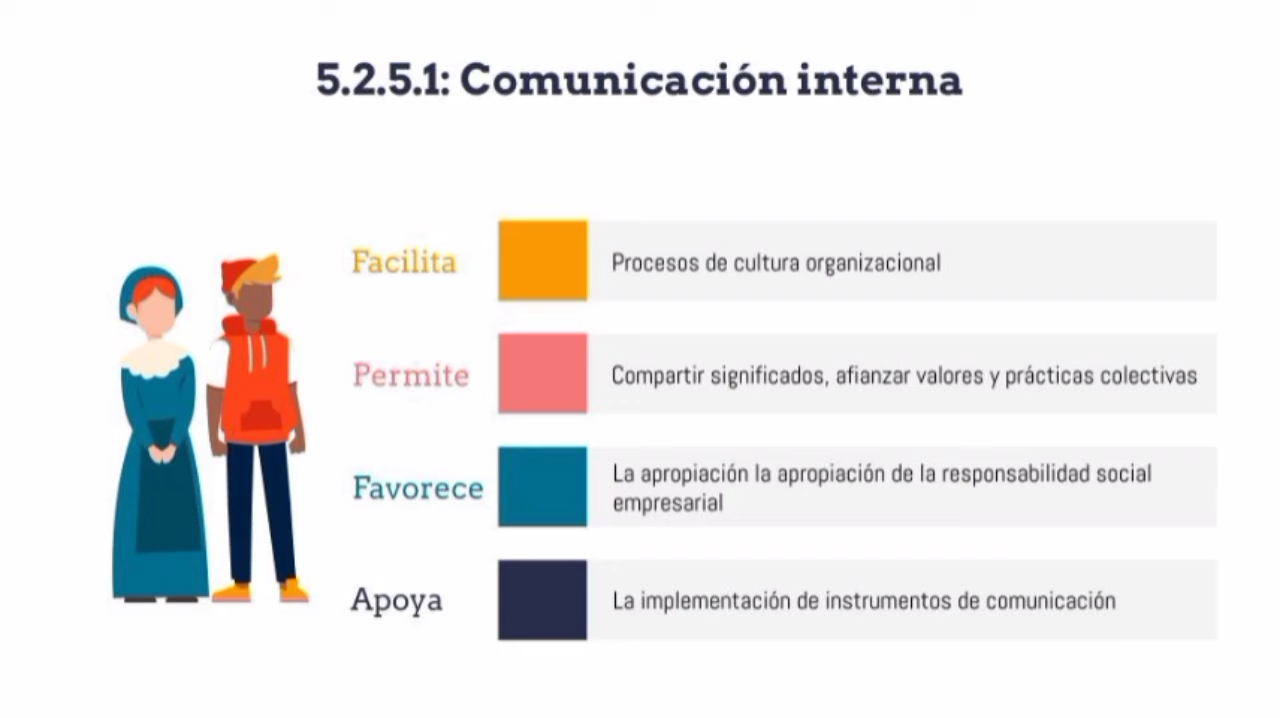 5.2.5.1: Comunicación interna
Facilita
Procesos de cultura organizacional
Permite
Compartir significados, afianzar valores y prácticas colectivas
Favorece
La apropiación la apropiación de la responsabilidad social
empresarial
Apoya
La implementación de instrumentos de comunicación